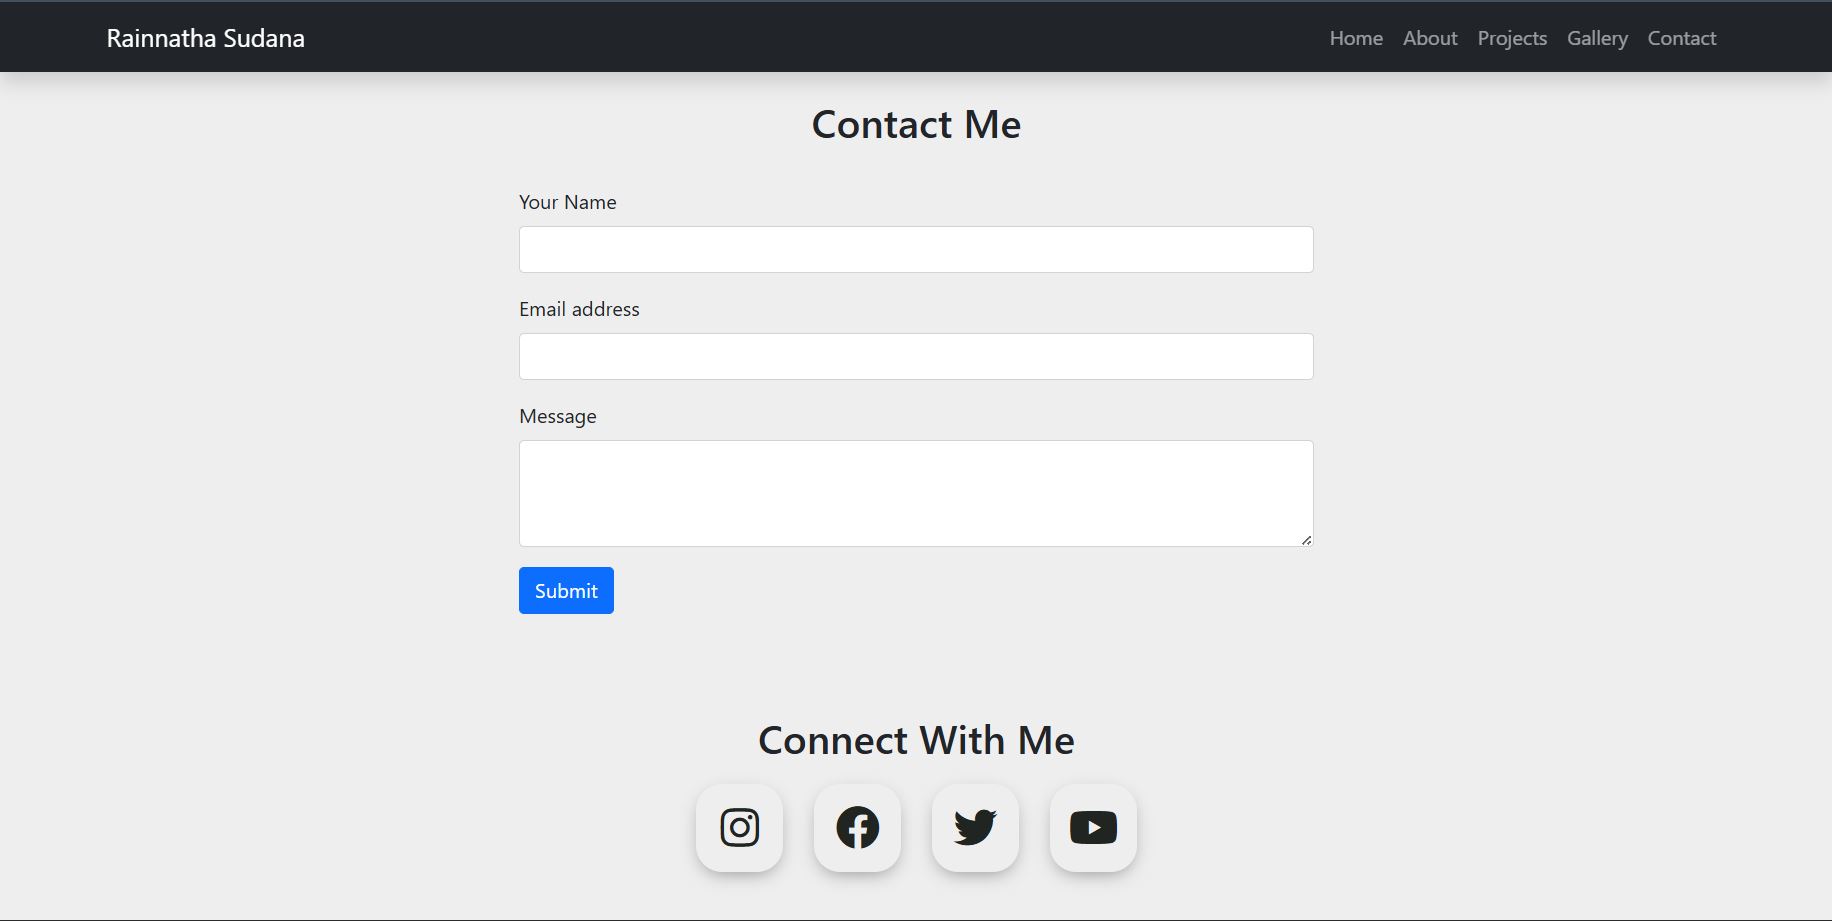 Rainnatha Sudana
Home About Projects Gallery Contact
Contact Me
Your Name
Email address
Message
Submit
Connect With Me